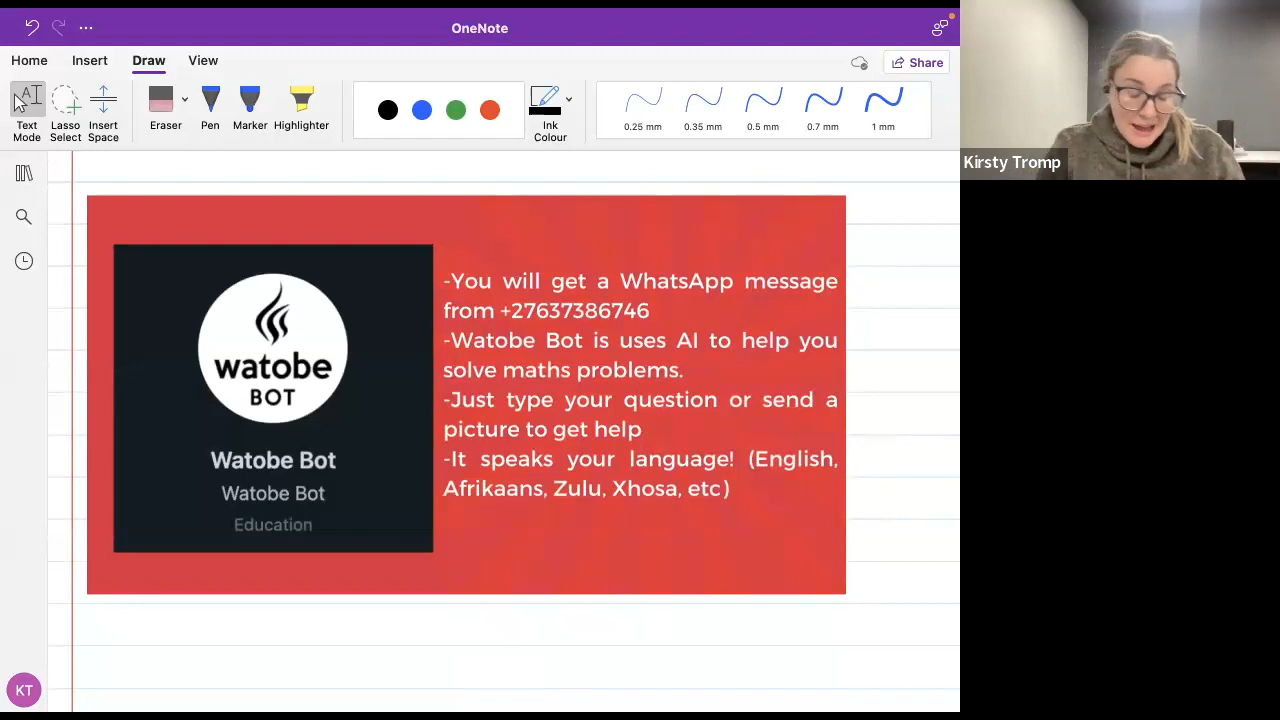 OneNote
Home Insert Draw View
Share
Text Mode
Lasso Select
Insert Space
Eraser
Pen
Marker
Highlighter
Ink Colour
0.25 mm
0.35 mm
0.5 mm
0.7 mm
1 mm
Kirsty Tromp
watobe
BOT
Watobe Bot
Watobe Bot
Education
-You will get a WhatsApp message
from +27637386746
-Watobe Bot is uses AI to help you
solve maths problems.
-Just type your question or send a
picture to get help
-It speaks your language! (English,
Afrikaans, Zulu, Xhosa, etc)
KT